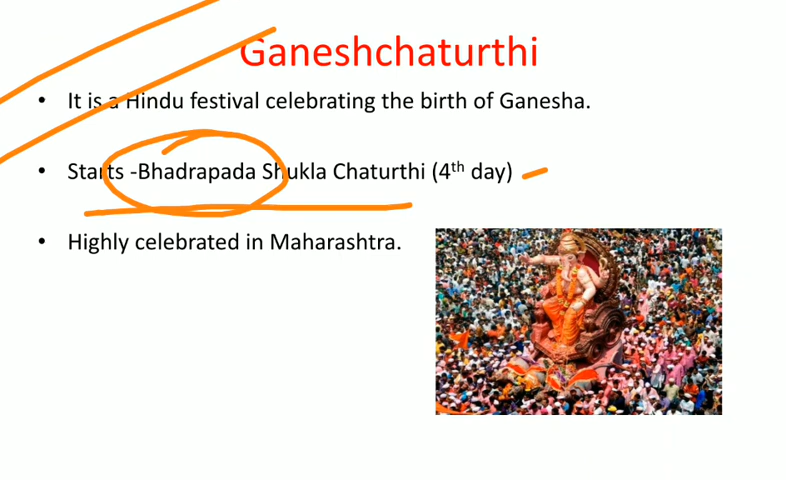 Ganeshchaturthi
• It is a Hindu festival celebrating the birth of Ganesha.
• Starts -Bhadrapada Shukla Chaturthi (4th day)
• Highly celebrated in Maharashtra.